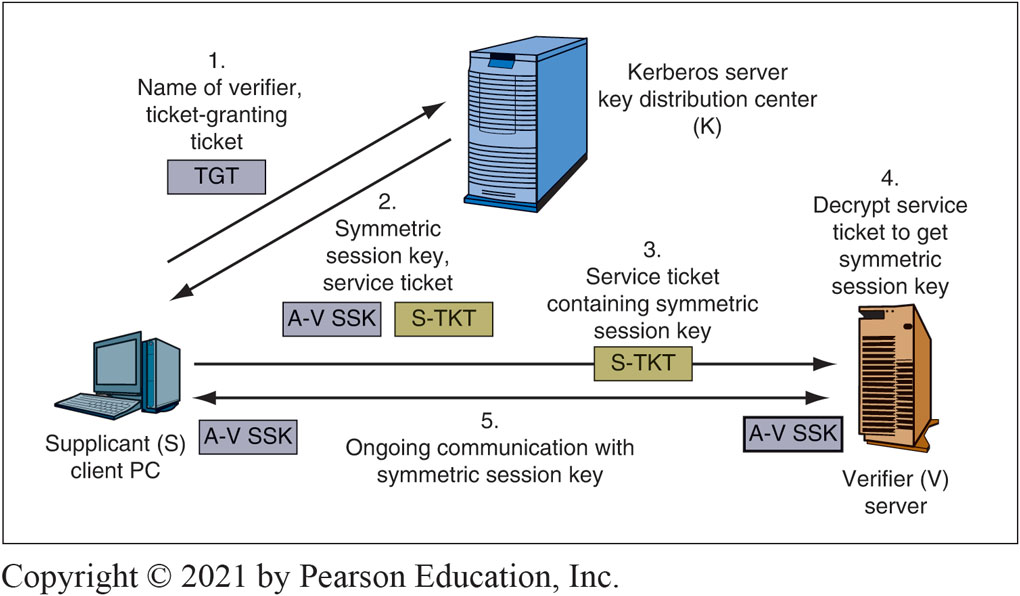 1.
Name of verifier,
ticket-granting
ticket
TGT
Kerberos server
key distribution center
(K)
2.
Symmetric
session key,
service ticket
A-V SSK
S-TKT
3.
Service ticket
containing symmetric
session key
S-TKT
4.
Decrypt service
ticket to get
symmetric
session key
Supplicant (S)
client PC
A-V SSK
5.
Ongoing communication with
symmetric session key
A-V SSK
Verifier (V)
server
Copyright © 2021 by Pearson Education, Inc.